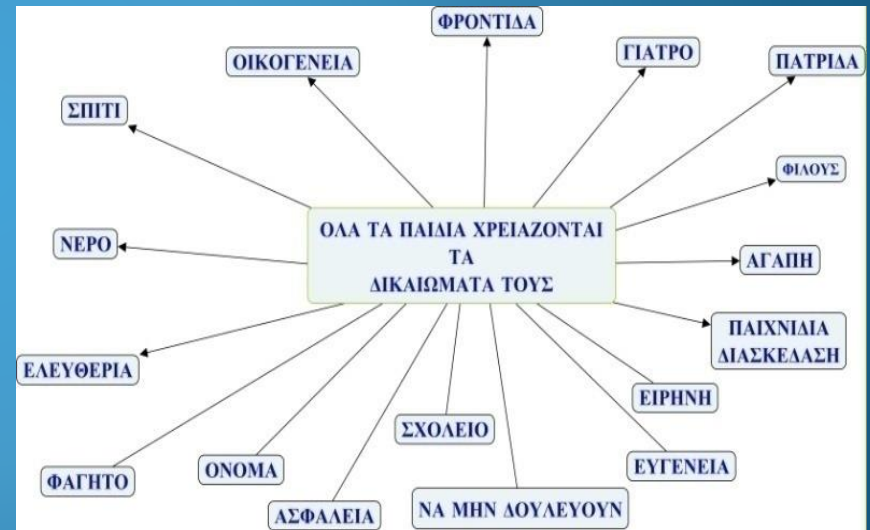 ΦΡΟΝΤΙΔΑ
ΟΙΚΟΓΕΝΕΙΑ
ΓΙΑΤΡΟ
ΠΑΤΡΙΔΑ
ΣΠΙΤΙ
ΦΙΛΟΥΣ
ΟΛΑ ΤΑ ΠΑΙΔΙΑ ΧΡΕΙΑΖΟΝΤΑΙ
ΤΑ
ΔΙΚΑΙΩΜΑΤΑ ΤΟΥΣ
ΝΕΡΟ
ΑΓΑΠΗ
ΠΑΙΧΝΙΔΙΑ
ΔΙΑΣΚΕΔΑΣΗ
ΕΛΕΥΘΕΡΙΑ
ΕΙΡΗΝΗ
ΣΧΟΛΕΙΟ
ΕΥΓΕΝΕΙΑ
ΟΝΟΜΑ
ΦΑΓΗΤΟ
ΝΑ ΜΗΝ ΔΟΥΛΕΥΟΥΝ
ΑΣΦΑΛΕΙΑ